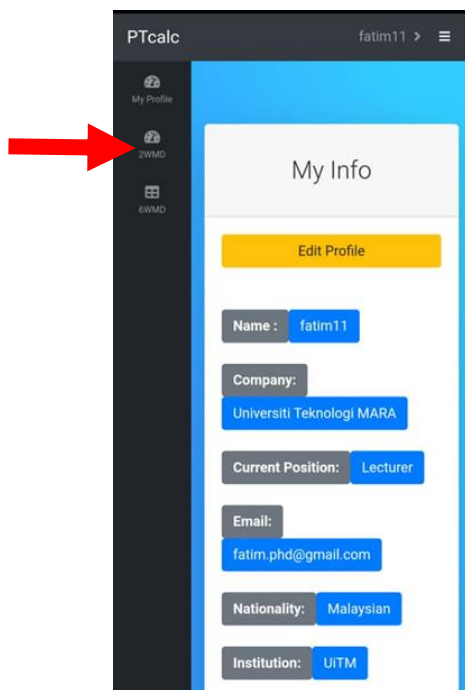 PTcalc fatim11 >
My Profile
2WMD
6WMD
My Info
Edit Profile
Name : fatim11
Company:
Universiti Teknologi MARA
Current Position: Lecturer
Email:
fatim.phd@gmail.com
Nationality: Malaysian
Institution: UiTM